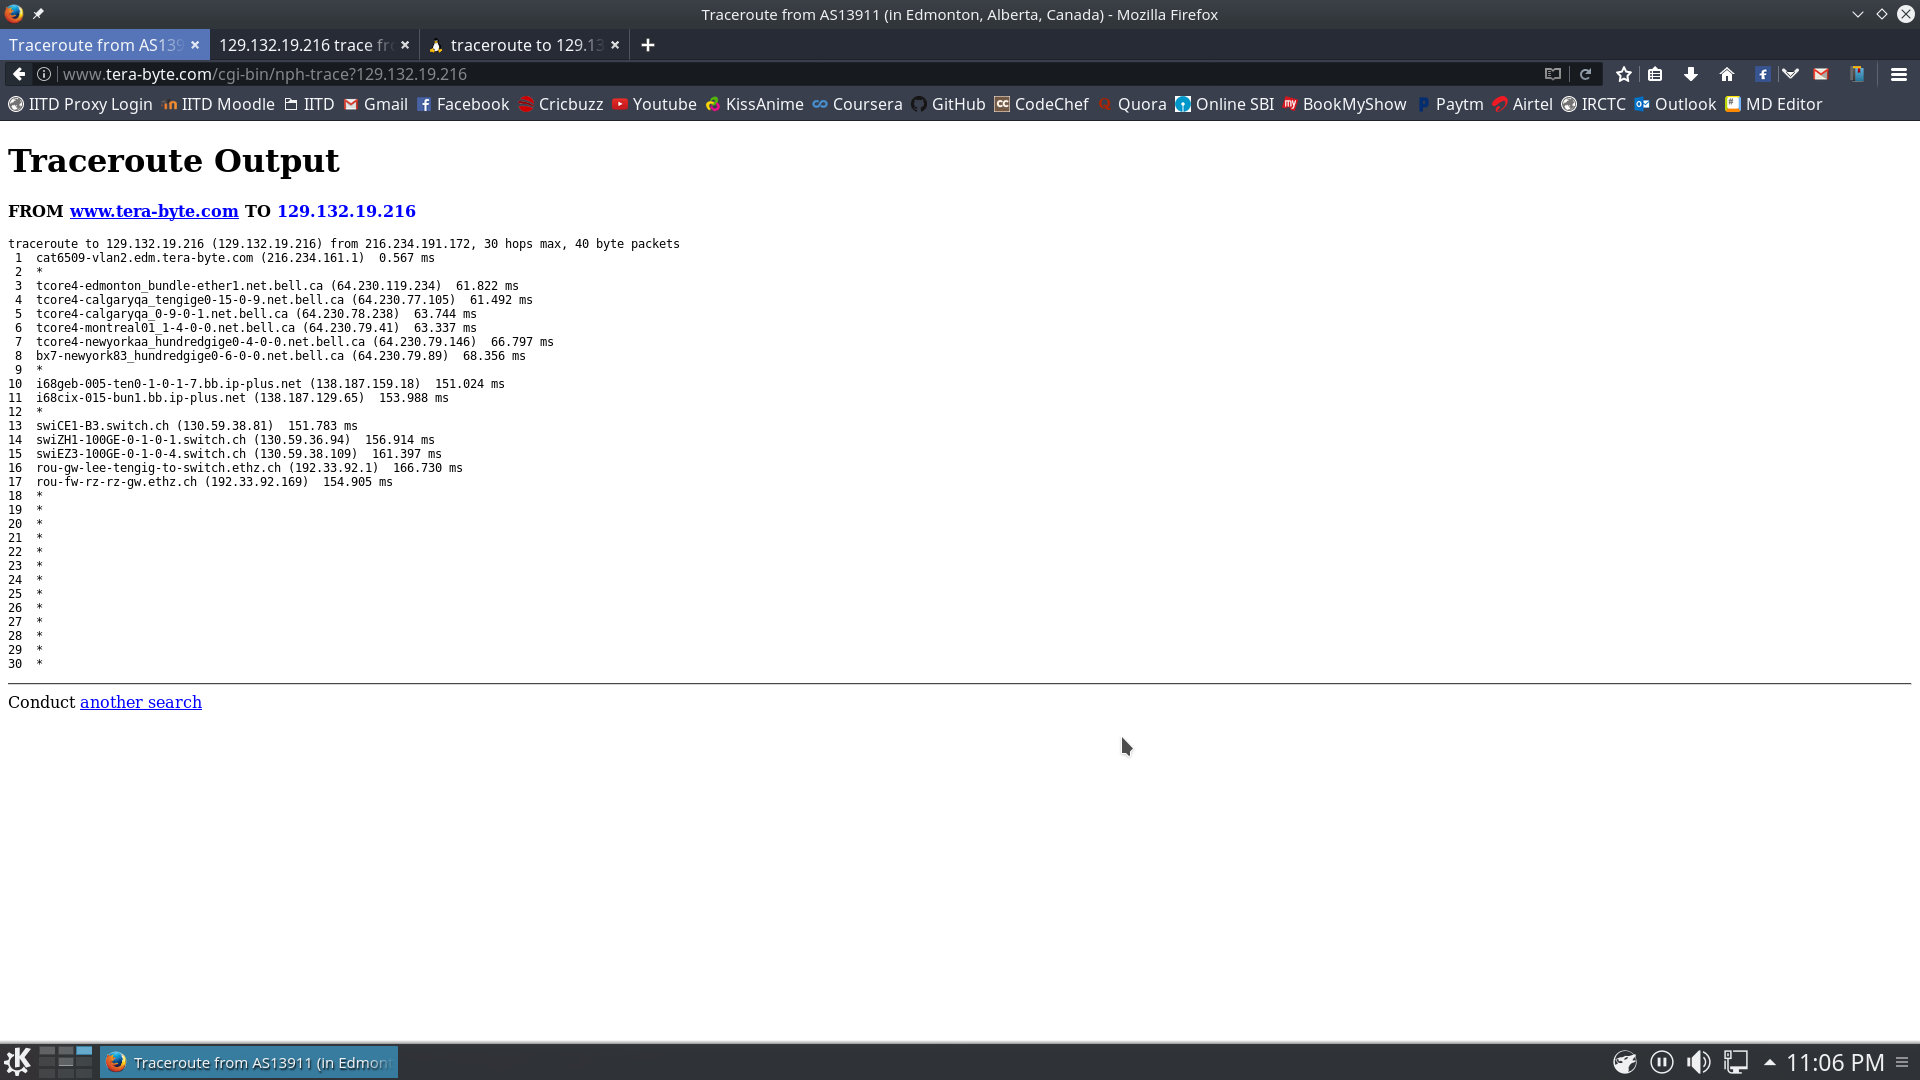 Traceroute from AS13911 (in Edmonton, Alberta, Canada) - Mozilla Firefox
Traceroute from AS139
129.132.19.216 trace fr
traceroute to 129.13
www.tera-byte.com/cgi-bin/nph-trace?129.132.19.216
IITD Proxy Login IITD Moodle IITD Gmail Facebook Cricbuzz Youtube KissAnime Coursera GitHub CodeChef Quora Online SBI BookMyShow Paytm Airtel IRCTC Outlook MD Editor
Traceroute Output
FROM www.tera-byte.com TO 129.132.19.216
traceroute to 129.132.19.216 (129.132.19.216) from 216.234.191.172, 30 hops max, 40 byte packets
1 cat6509-vlan2.edm.tera-byte.com (216.234.161.1) 0.567 ms
2 *
3 tcore4-edmonton_bundle-ether1.net.bell.ca (64.230.119.234) 61.822 ms
4 tcore4-calgaryqa_tengige0-15-0-9.net.bell.ca (64.230.77.105) 61.492 ms
5 tcore4-calgaryqa_0-9-0-1.net.bell.ca (64.230.78.238) 63.744 ms
6 tcore4-montreal01_1-4-0-0.net.bell.ca (64.230.79.41) 63.337 ms
7 tcore4-newyorkaa_hundredgige0-4-0-0.net.bell.ca (64.230.79.146) 66.797 ms
8 bx7-newyork83_hundredgige0-6-0-0.net.bell.ca (64.230.79.89) 68.356 ms
9 *
10 i68geb-005-ten0-1-0-1-7.bb.ip-plus.net (138.187.159.18) 151.024 ms
11 i68cix-015-bun1.bb.ip-plus.net (138.187.129.65) 153.988 ms
12 *
13 swiCE1-B3.switch.ch (130.59.38.81) 151.783 ms
14 swiZH1-100GE-0-1-0-1.switch.ch (130.59.36.94) 156.914 ms
15 swiEZ3-100GE-0-1-0-4.switch.ch (130.59.38.109) 161.397 ms
16 rou-gw-lee-tengig-to-switch.ethz.ch (192.33.92.1) 166.730 ms
17 rou-fw-rz-rz-gw.ethz.ch (192.33.92.169) 154.905 ms
18 *
19 *
20 *
21 *
22 *
23 *
24 *
25 *
26 *
27 *
28 *
29 *
30 *
Conduct another search
Traceroute from AS13911 (in Edmont
11:06 PM